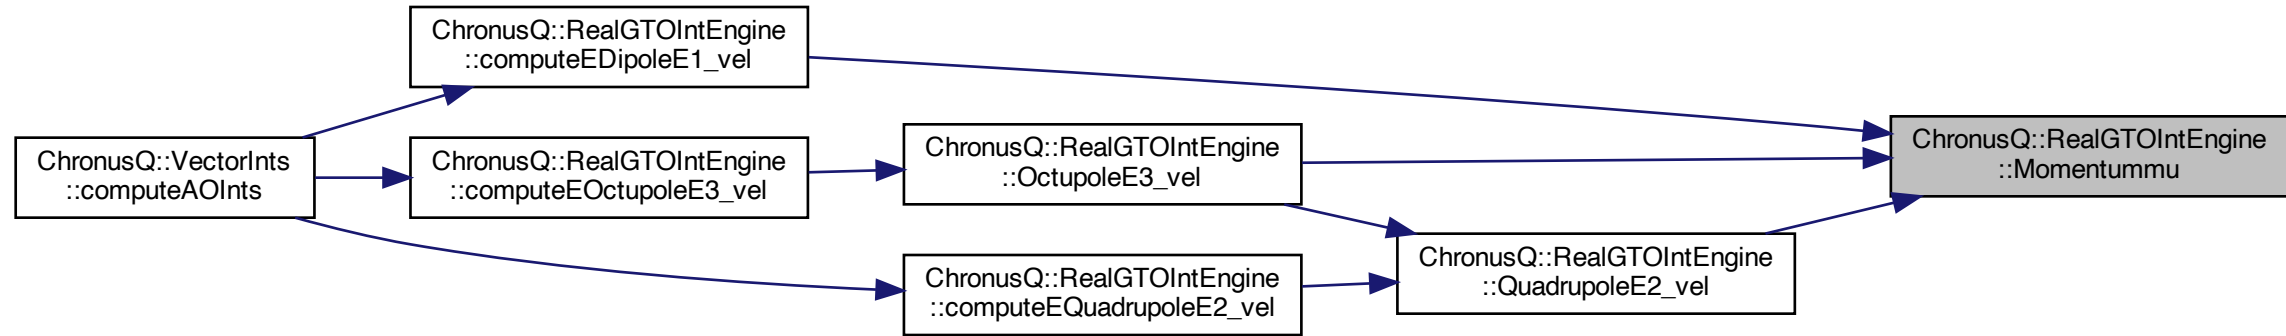 ChronusQ::RealGTOIntEngine
::computeEDipoleE1_vel
ChronusQ::VectorInts
::computeAOInts
ChronusQ::RealGTOIntEngine
::computeEOctupoleE3_vel
ChronusQ::RealGTOIntEngine
::OctupoleE3_vel
ChronusQ::RealGTOIntEngine
::Momentummu
ChronusQ::RealGTOIntEngine
::computeEQuadrupoleE2_vel
ChronusQ::RealGTOIntEngine
::QuadrupoleE2_vel